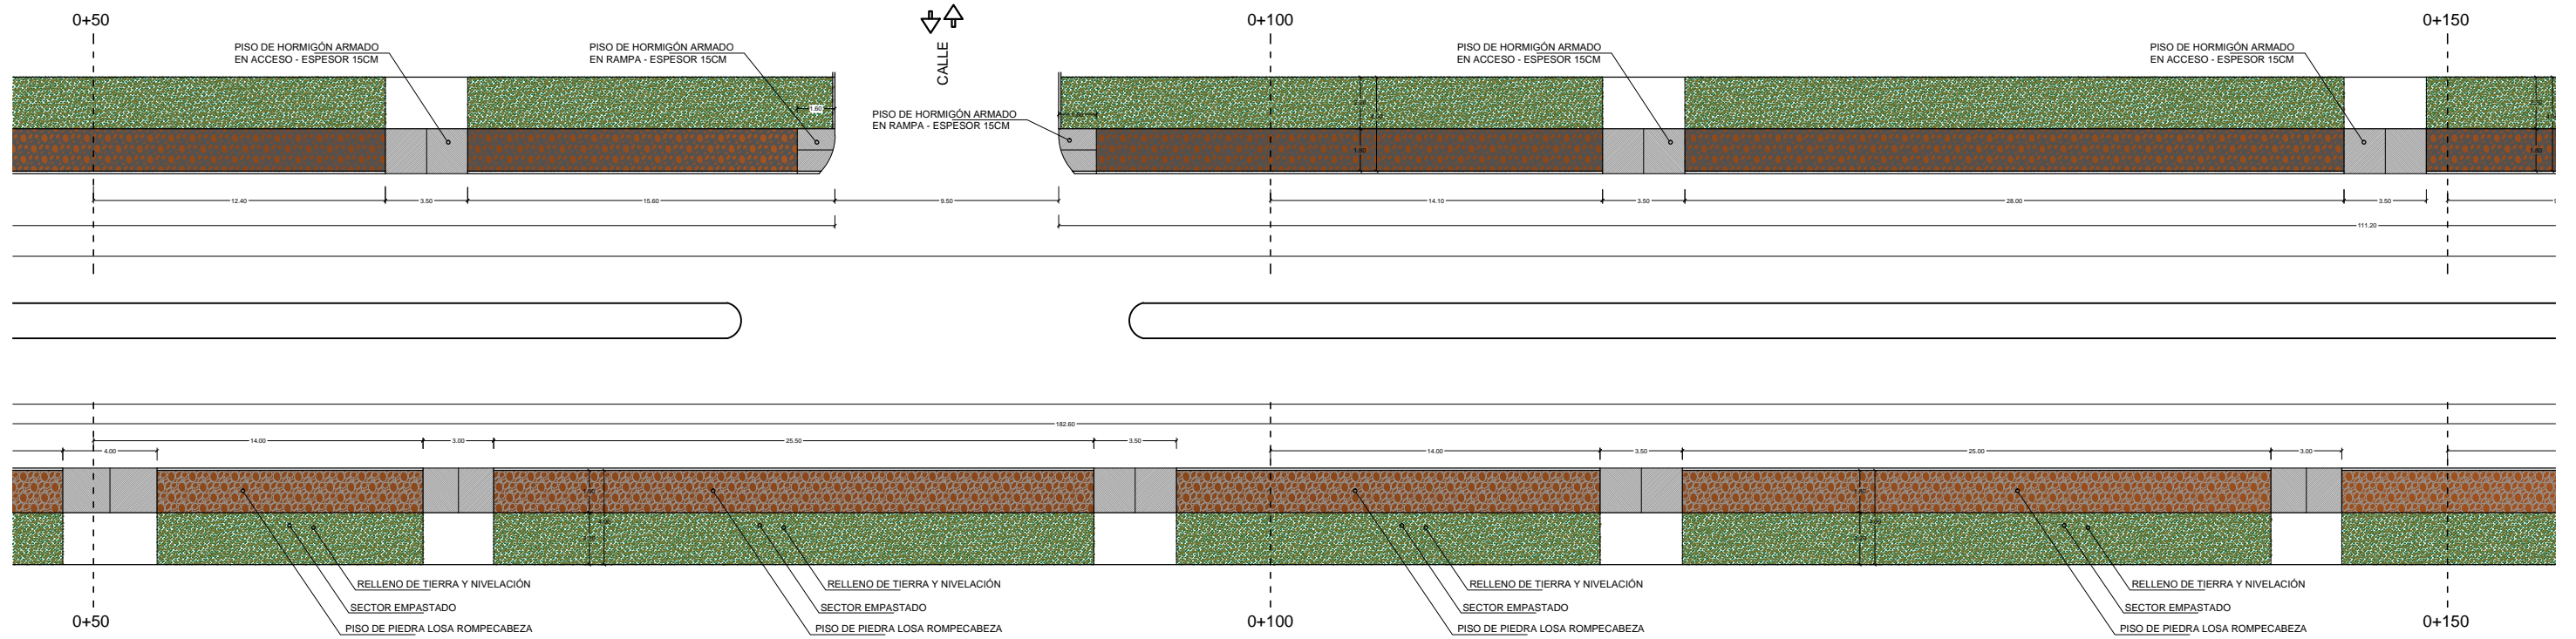 0+50
0+100
0+150
CALLE
PISO DE HORMIGÓN ARMADO
EN ACCESO - ESPESOR 15CM
PISO DE HORMIGÓN ARMADO
EN RAMPA - ESPESOR 15CM
PISO DE HORMIGÓN ARMADO
EN RAMPA - ESPESOR 15CM
PISO DE HORMIGÓN ARMADO
EN ACCESO - ESPESOR 15CM
PISO DE HORMIGÓN ARMADO
EN ACCESO - ESPESOR 15CM
1.60
12.40
3.50
15.60
9.50
14.10
3.50
28.00
3.50
111.20
182.60
14.00
3.00
25.50
3.50
14.00
3.50
25.00
3.00
4.00
RELLENO DE TIERRA Y NIVELACIÓN
SECTOR EMPASTADO
PISO DE PIEDRA LOSA ROMPECABEZA
RELLENO DE TIERRA Y NIVELACIÓN
SECTOR EMPASTADO
PISO DE PIEDRA LOSA ROMPECABEZA
RELLENO DE TIERRA Y NIVELACIÓN
SECTOR EMPASTADO
PISO DE PIEDRA LOSA ROMPECABEZA
RELLENO DE TIERRA Y NIVELACIÓN
SECTOR EMPASTADO
PISO DE PIEDRA LOSA ROMPECABEZA
0+50
0+100
0+150